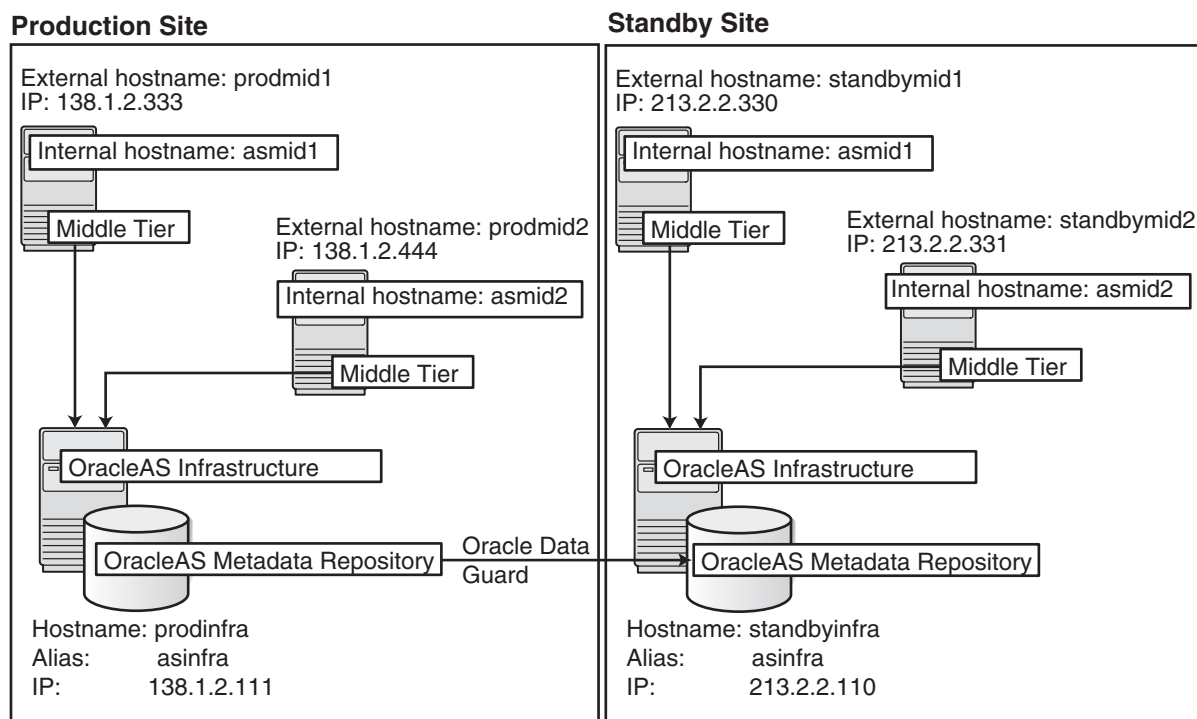 Production Site
External hostname: prodmid1
IP: 138.1.2.333
Internal hostname: asmid1
Middle Tier
External hostname: prodmid2
IP: 138.1.2.444
Internal hostname: asmid2
Middle Tier
OracleAS Infrastructure
OracleAS Metadata Repository
Hostname: prodinfra
Alias: asinfra
IP: 138.1.2.111
Oracle Data
Guard
Standby Site
External hostname: standbymid1
IP: 213.2.2.330
Internal hostname: asmid1
Middle Tier
External hostname: standbymid2
IP: 213.2.2.331
Internal hostname: asmid2
Middle Tier
OracleAS Infrastructure
OracleAS Metadata Repository
Hostname: standbyinfra
Alias: asinfra
IP: 213.2.2.110